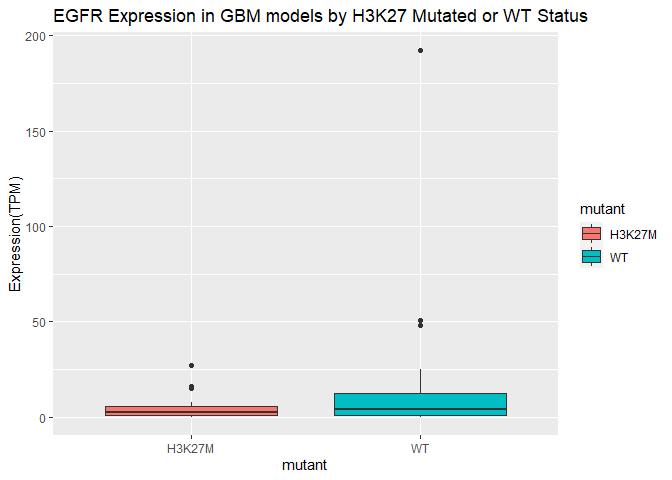 EGFR Expression in GBM models by H3K27 Mutated or WT Status
200
150
100
50
0
Expression(TPM)
H3K27M
WT
mutant
mutant
H3K27M
WT